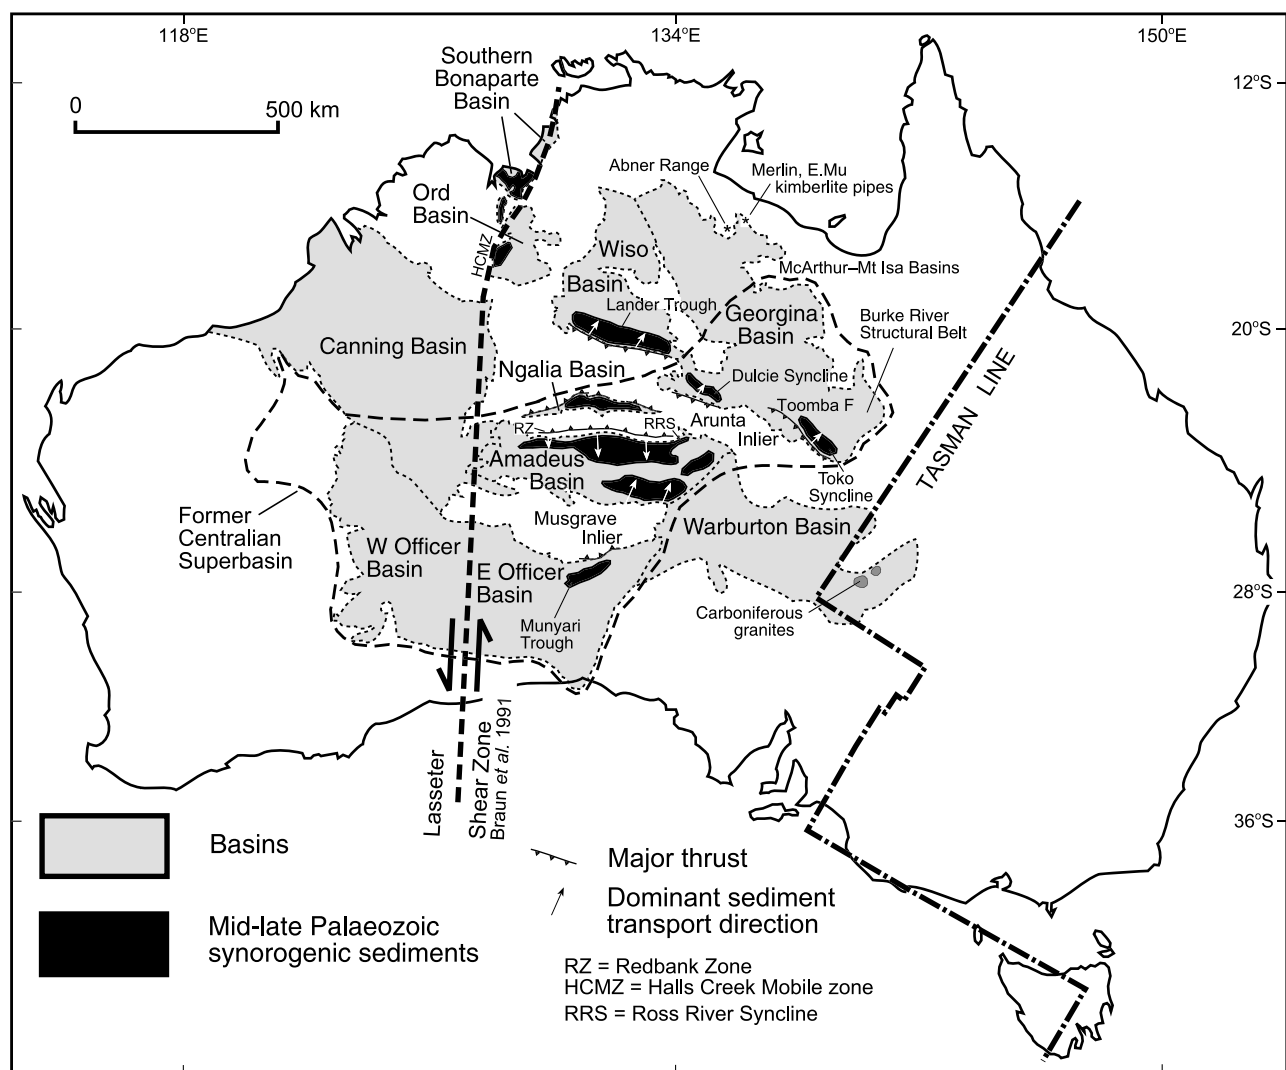 118°E
134°E
150°E
12°S
20°S
28°S
36°S
0
500 km
Southern
Bonaparte
Basin
Ord
Basin
HCMZ
Abner Range
Merlin, E.Mu
kimberlite pipes
Wiso
Basin
McArthur–Mt Isa Basins
Lander Trough
Georgina
Basin
Burke River
Structural Belt
Canning Basin
Ngalia Basin
Dulcie Syncline
Toomba F
Arunta
Inlier
RZ
RRS
Amadeus
Basin
Toko
Syncline
TASMAN LINE
Former
Centralian
Superbasin
Musgrave
Inlier
Warburton Basin
W Officer
Basin
E Officer
Basin
Munyari
Trough
Carboniferous
granites
Lasseter
Shear Zone
Braun et al. 1991
Basins
Mid-late Palaeozoic
synorogenic sediments
Major thrust
Dominant sediment
transport direction
RZ = Redbank Zone
HCMZ = Halls Creek Mobile zone
RRS = Ross River Syncline